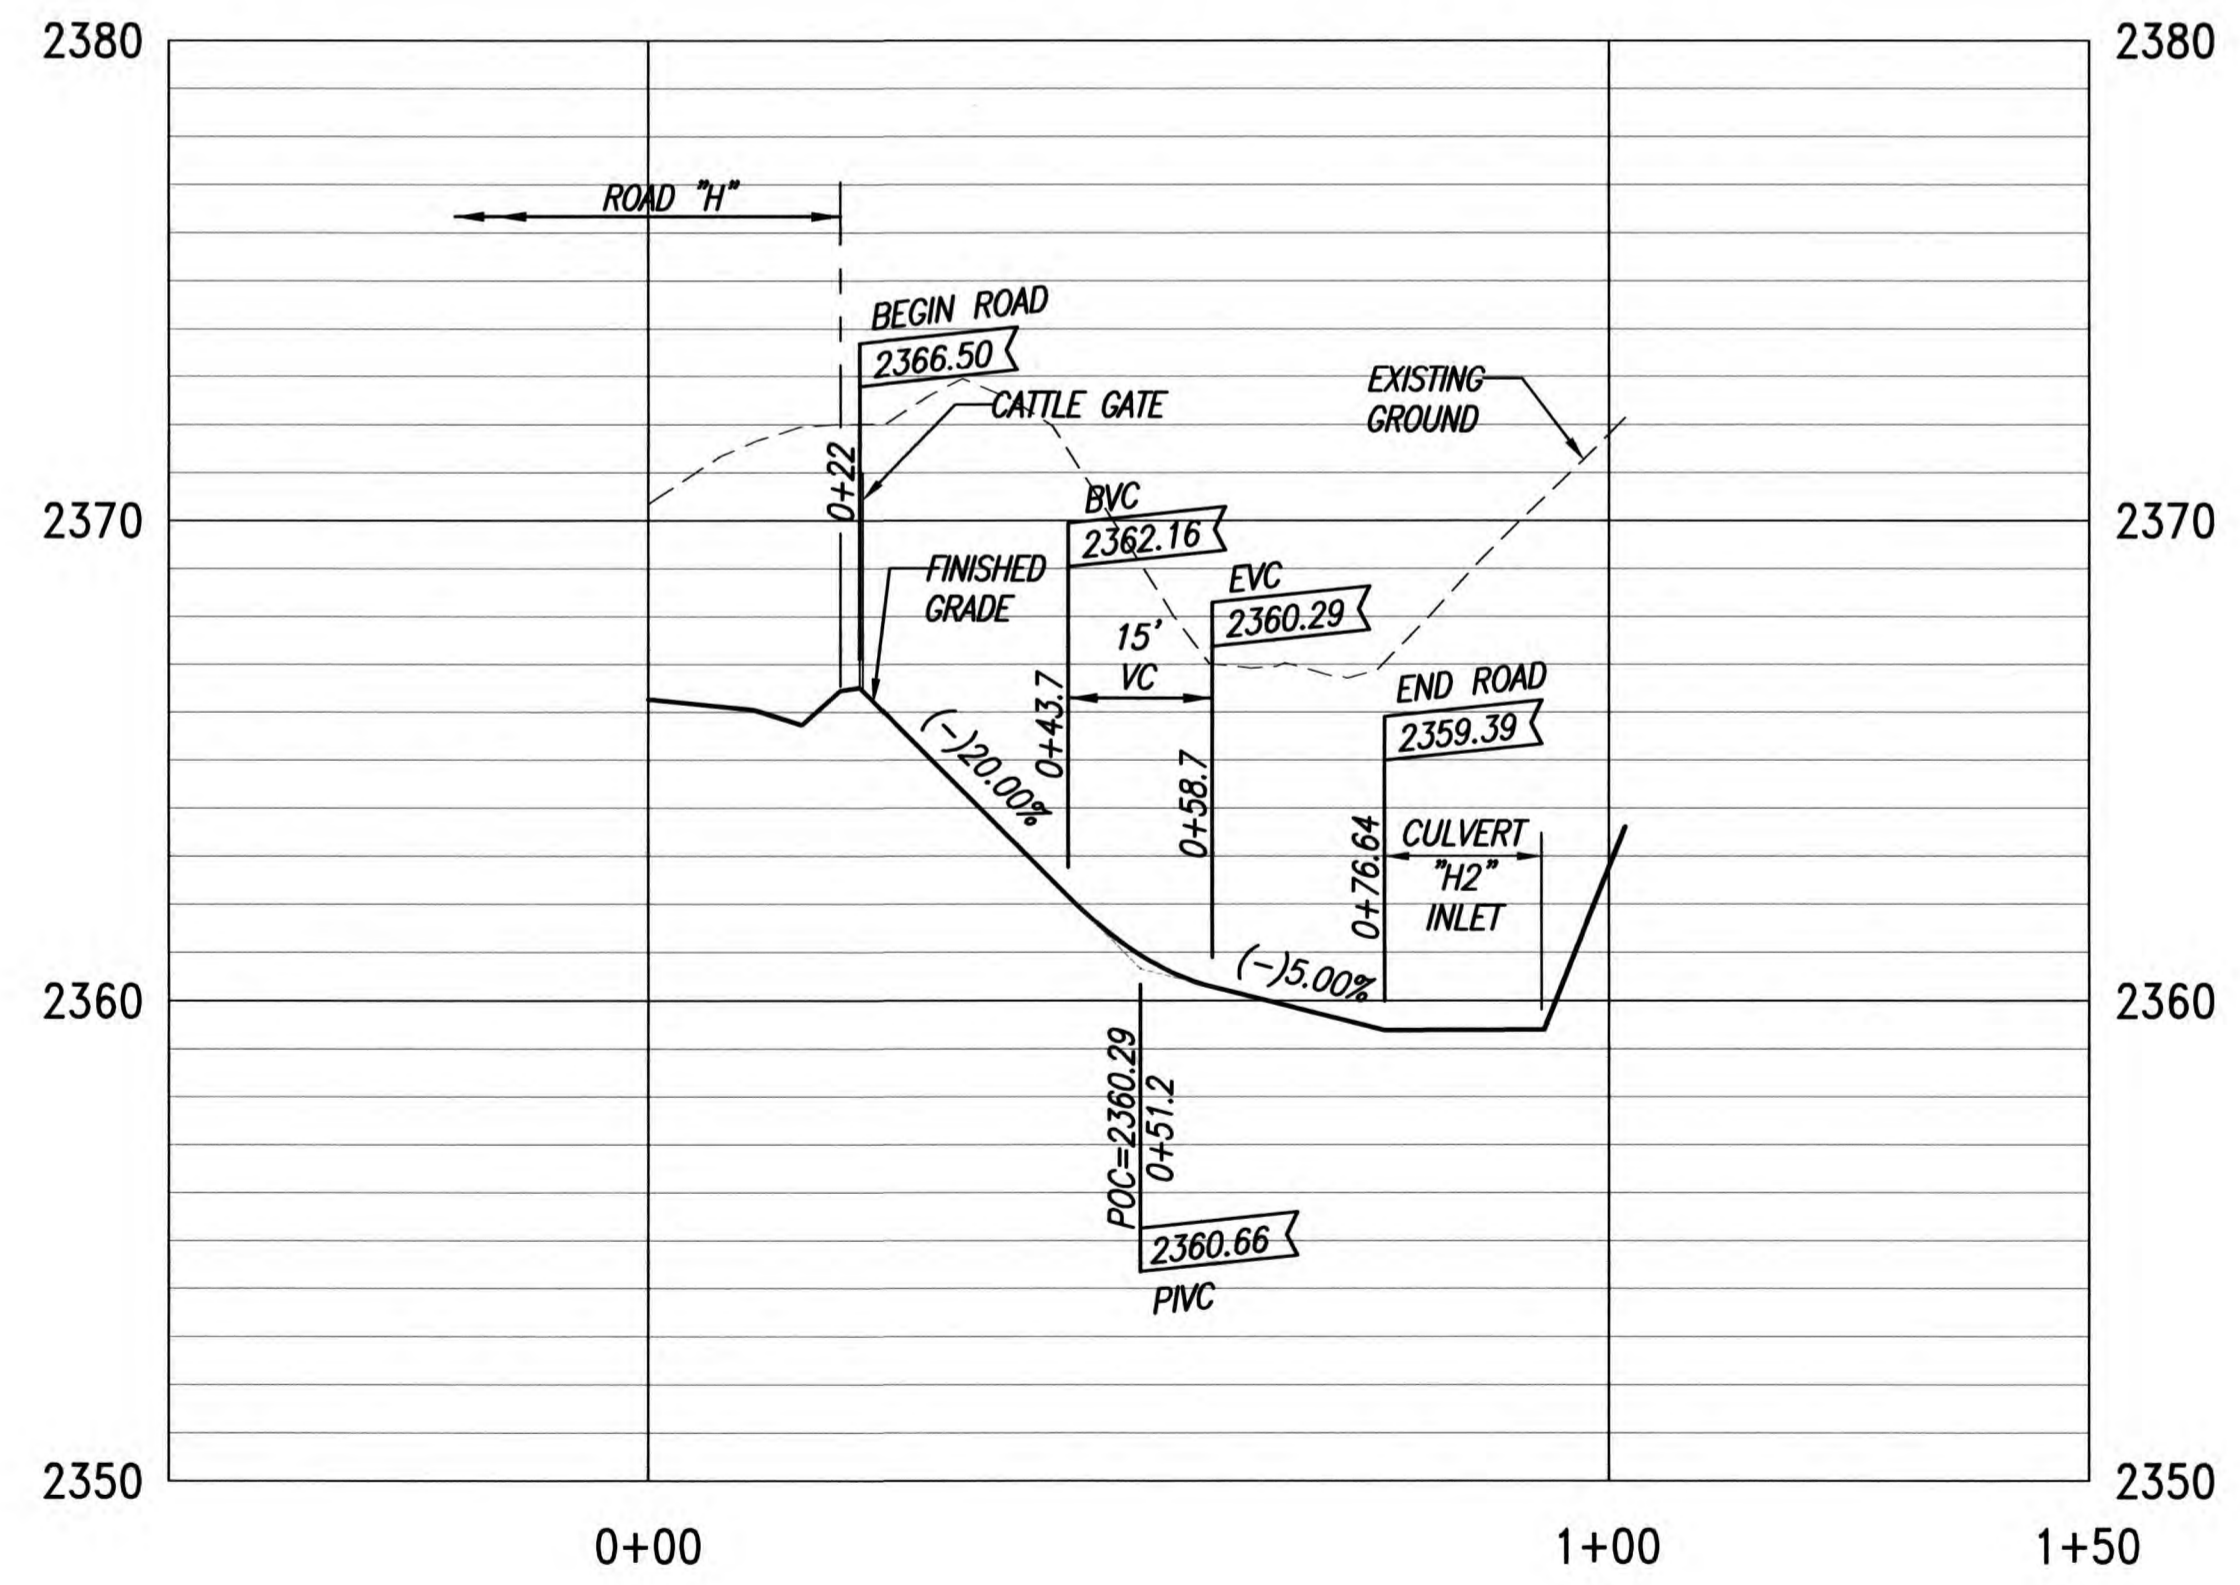 2380
2380
ROAD "H"
BEGIN ROAD
2366.50
CATTLE GATE
EXISTING
GROUND
0+22
BVC
2362.16
2370
2370
FINISHED
GRADE
EVC
2360.29
15'
VC
END ROAD
2359.39
(-)20.00%
0+43.7
0+58.7
0+76.64
CULVERT
"H2"
INLET
(-)5.00%
2360
2360
POC=2360.29
0+51.2
2360.66
PIVC
2350
2350
0+00
1+00
1+50